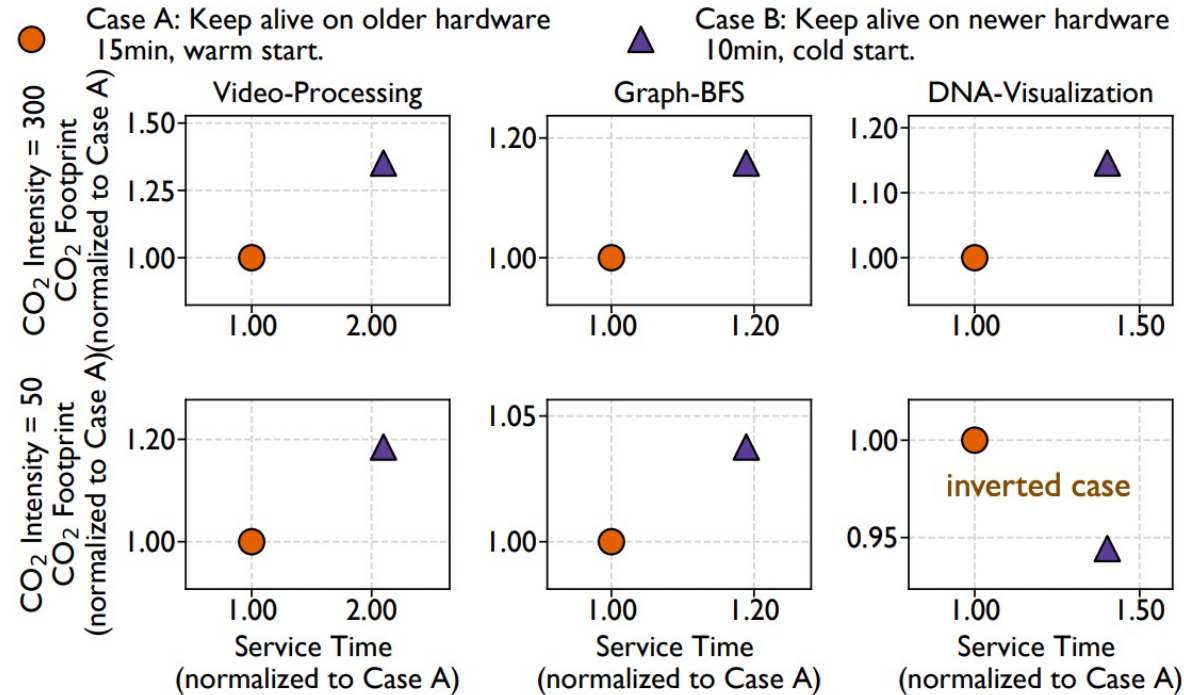 Case A: Keep alive on older hardware
15min, warm start.
Case B: Keep alive on newer hardware
10min, cold start.
CO₂ Intensity = 300
CO₂ Footprint
(normalized to Case A)
Video-Processing
1.50
1.25
1.00
1.00 2.00
Graph-BFS
1.20
1.00
1.00 1.20
DNA-Visualization
1.20
1.10
1.00
1.00 1.50
CO₂ Intensity = 50
CO₂ Footprint
(normalized to Case A)
1.20
1.00
1.00 2.00
Service Time
(normalized to Case A)
1.05
1.00
1.00 1.20
Service Time
(normalized to Case A)
1.00
inverted case
0.95
1.00 1.50
Service Time
(normalized to Case A)